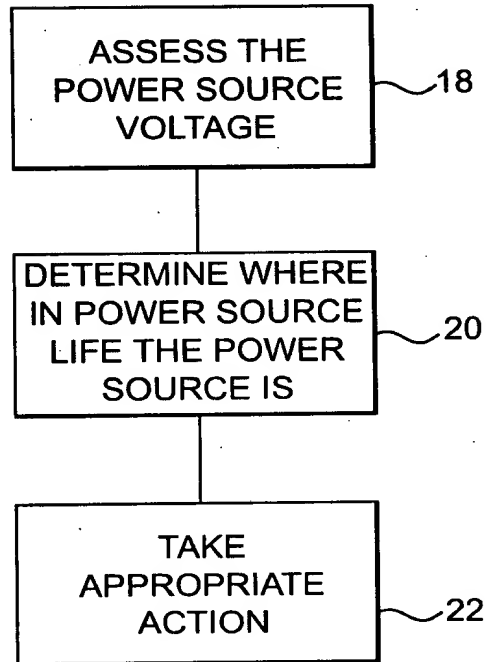 ASSESS THE
POWER SOURCE
VOLTAGE
18
DETERMINE WHERE
IN POWER SOURCE
LIFE THE POWER
SOURCE IS
20
TAKE
APPROPRIATE
ACTION
22